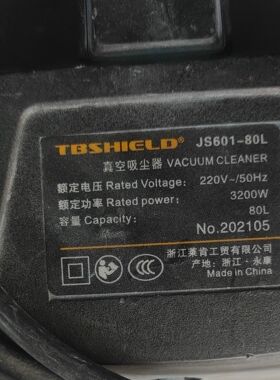 TBSHIELD® JS601-80L
真空吸尘器 VACUUM CLEANER
额定电压 Rated Voltage: 220V~/50Hz
额定功率 Rated power: 3200W
容量 Capacity: 80L
No.202105
浙江莱肯贸有限公司
产地：浙江·永康
Made in China